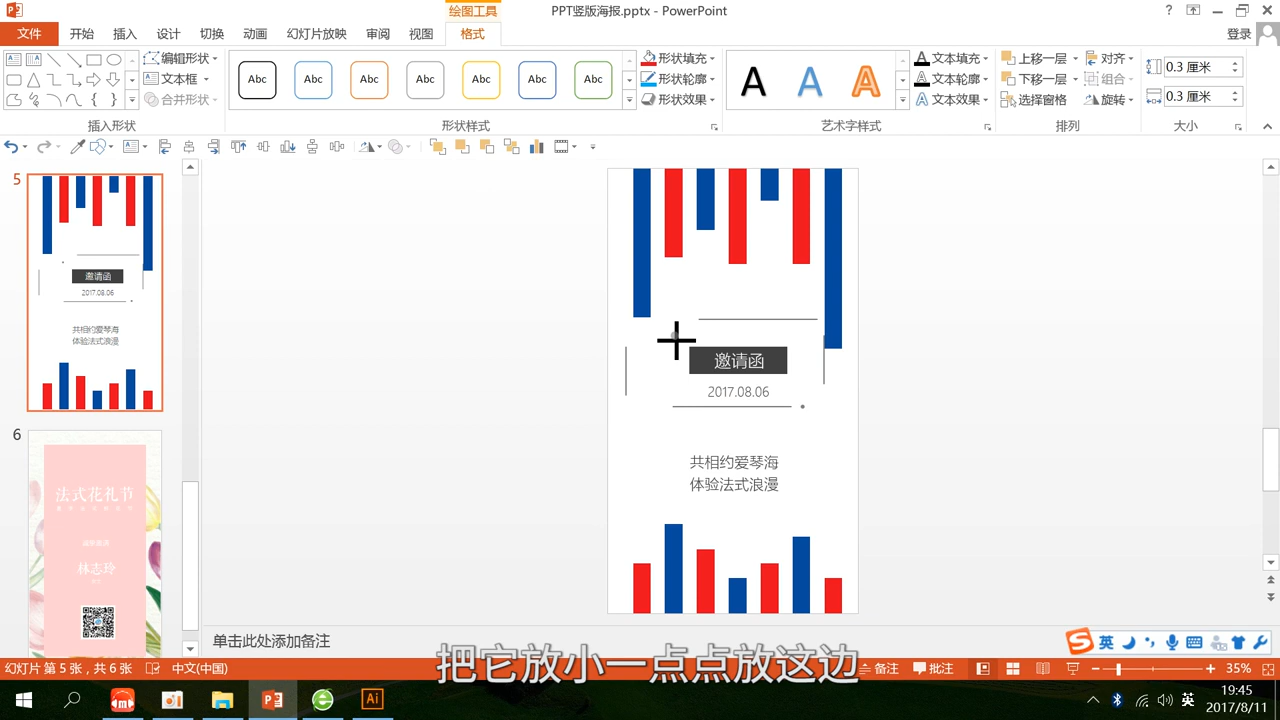 绘图工具
PPT竖版海报.pptx - PowerPoint
文件 开始 插入 设计 切换 动画 幻灯片放映 审阅 视图 格式
登录
编辑形状
文本框
合并形状
插入形状
Abc Abc Abc Abc Abc Abc Abc
形状填充
形状轮廓
形状效果
形状样式
A A A
文本填充
文本轮廓
文本效果
艺术字样式
上移一层
下移一层
选择窗格
对齐
组合
旋转
排列
0.3 厘米
0.3 厘米
大小
5
邀请函
2017.08.06
共相约爱琴海
体验法式浪漫
6
法式花礼节
林志玲
邀请函
2017.08.06
共相约爱琴海
体验法式浪漫
单击此处添加备注
英
把它放小一点点放这边
幻灯片 第 5 张，共 6 张
中文(中国)
备注
批注
35%
Ai
英
19:45
2017/8/11